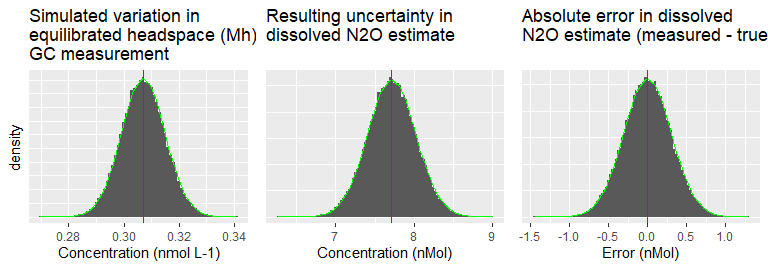 Simulated variation in
equilibrated headspace (Mh)
GC measurement
Resulting uncertainty in
dissolved N2O estimate
Absolute error in dissolved
N2O estimate (measured - true
density
0.28 0.30 0.32 0.34
Concentration (nmol L-1)
7 8 9
Concentration (nMol)
-1.5 -1.0 -0.5 0.0 0.5 1.0
Error (nMol)